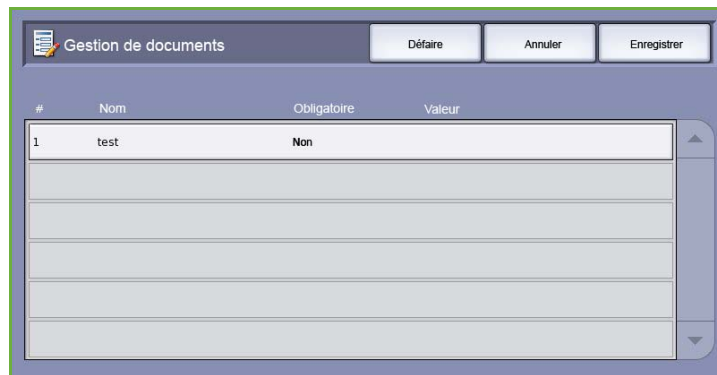 Gestion de documents Défaire Annuler Enregistrer
# Nom Obligatoire Valeur
1 test Non